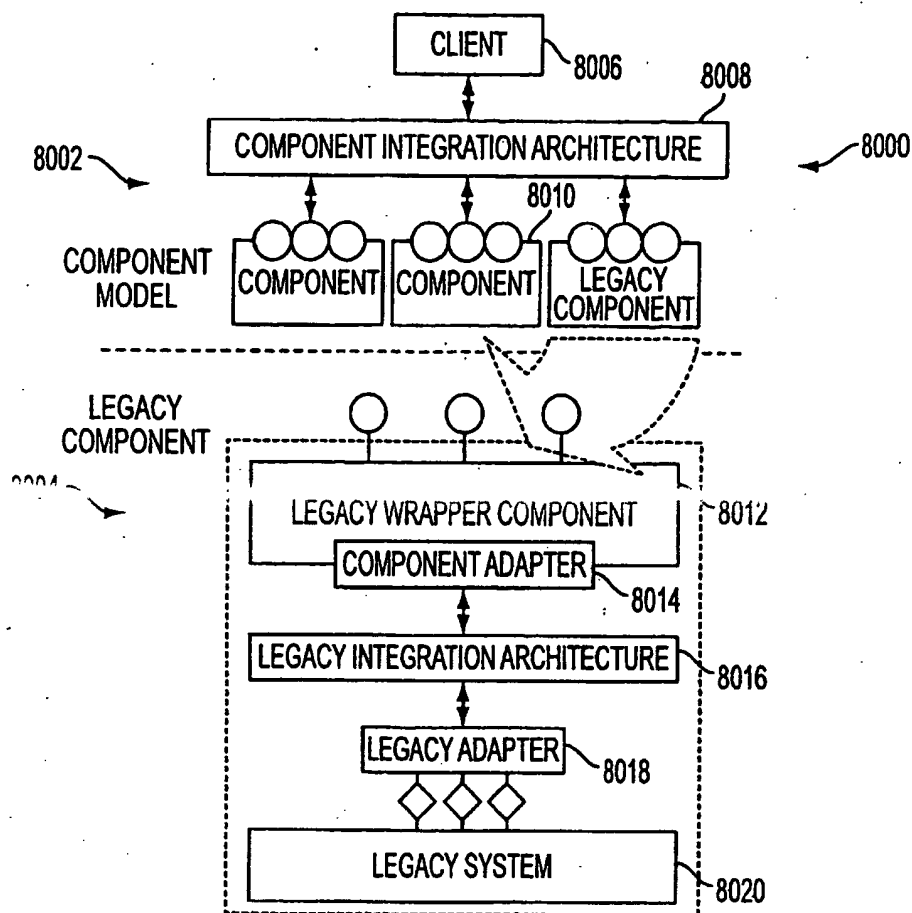 CLIENT
8006
8008
COMPONENT INTEGRATION ARCHITECTURE
8002
8000
8010
COMPONENT
MODEL
COMPONENT
COMPONENT
LEGACY
COMPONENT
LEGACY
COMPONENT
LEGACY WRAPPER COMPONENT
8012
COMPONENT ADAPTER
8014
LEGACY INTEGRATION ARCHITECTURE
8016
LEGACY ADAPTER
8018
LEGACY SYSTEM
8020